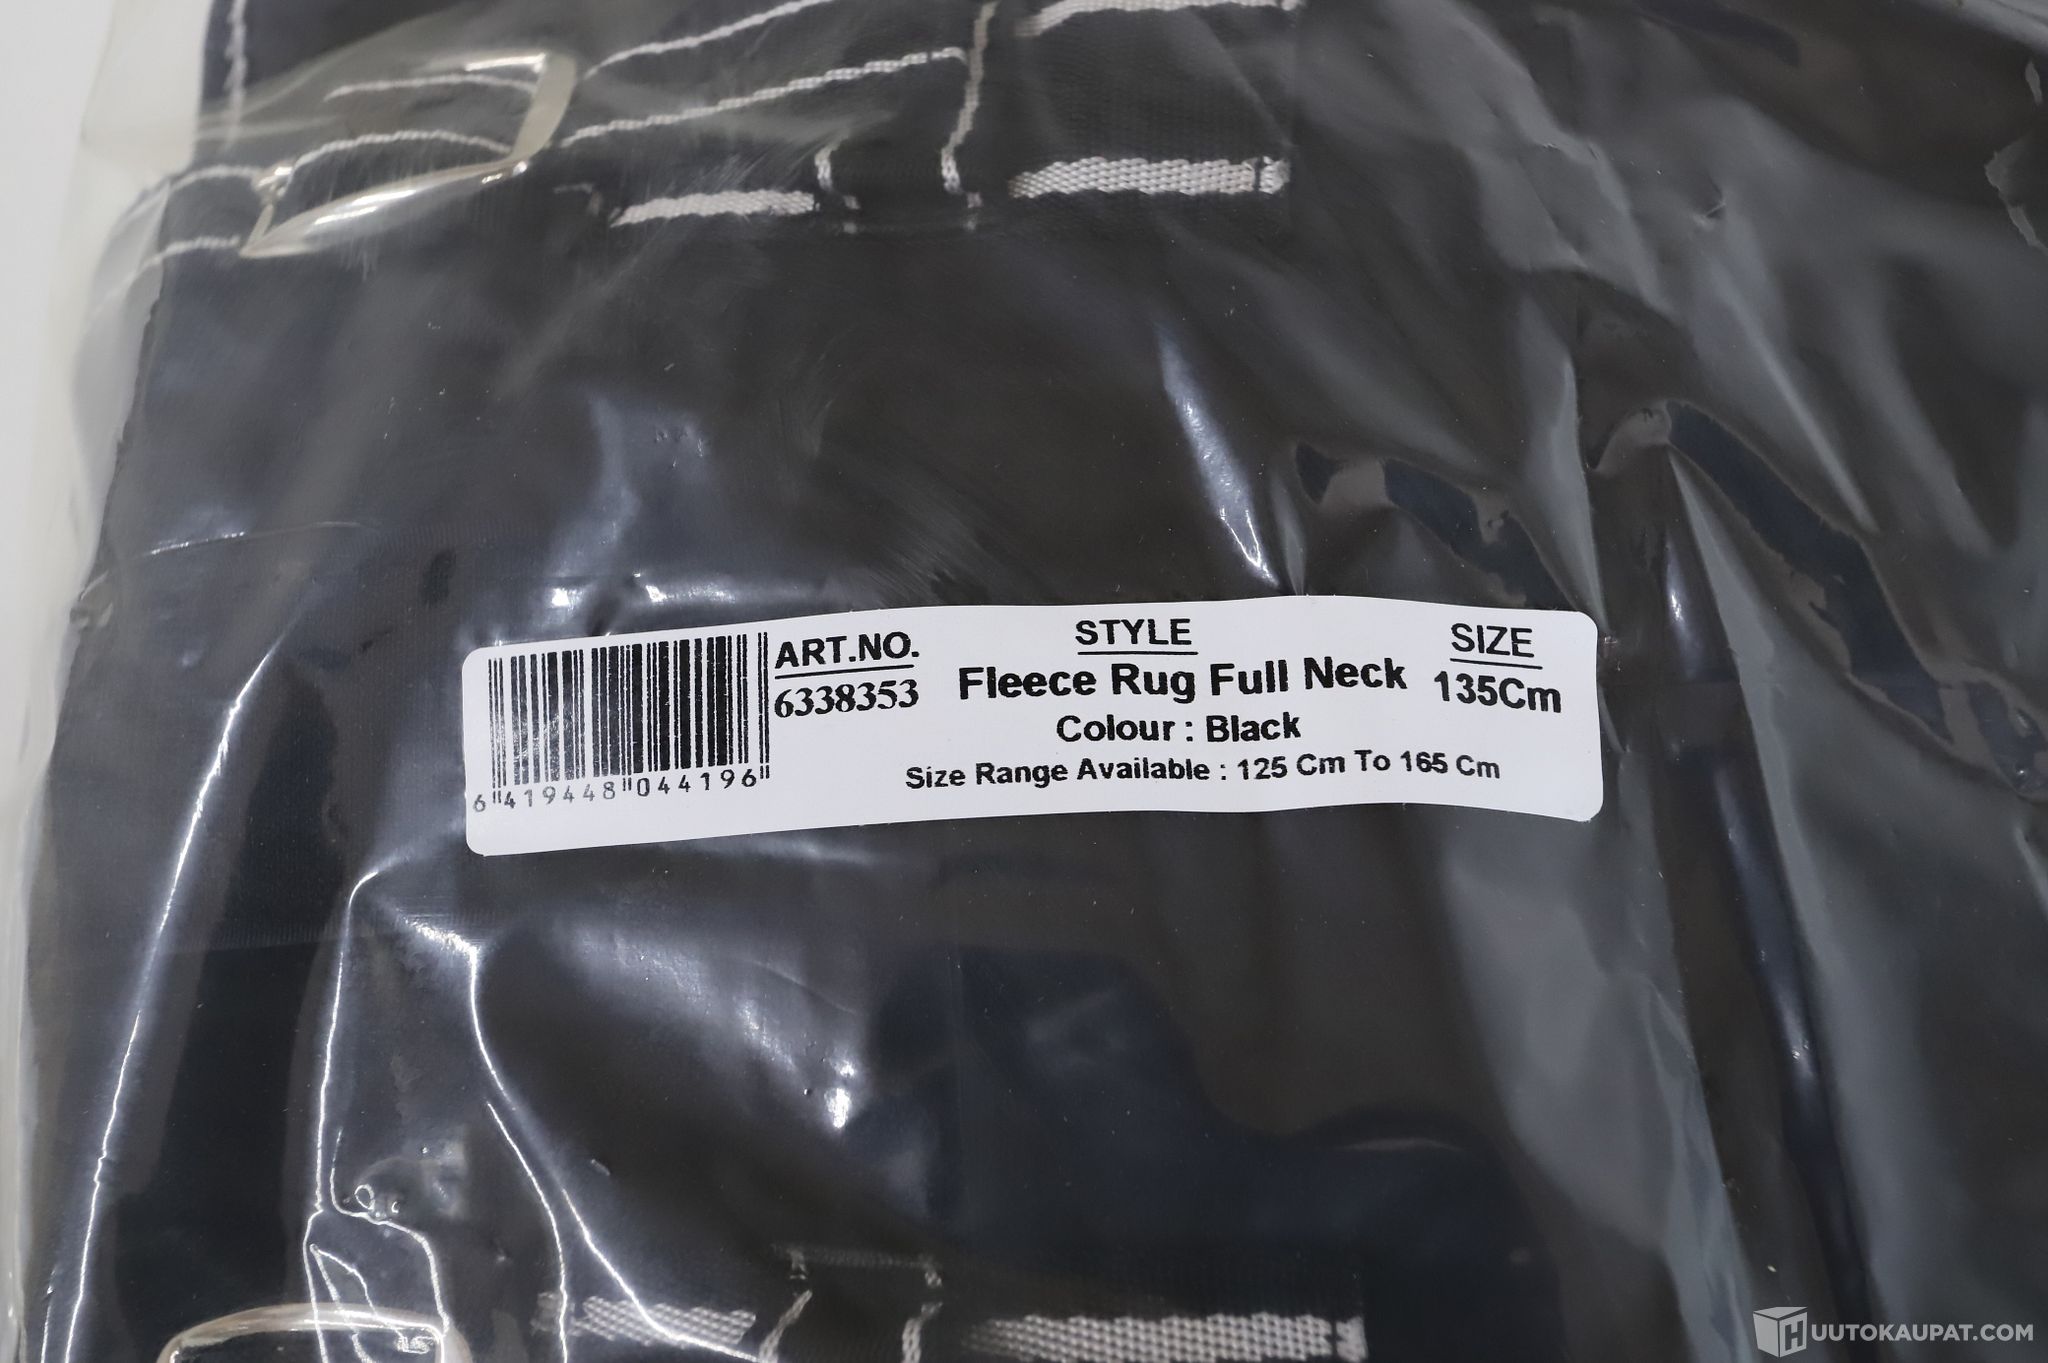 ART.NO.
6338353
STYLE
Fleece Rug Full Neck
Colour : Black
Size Range Available : 125 Cm To 165 Cm
SIZE
135Cm
6 419448 044196
HUUTOKAUPAT.COM